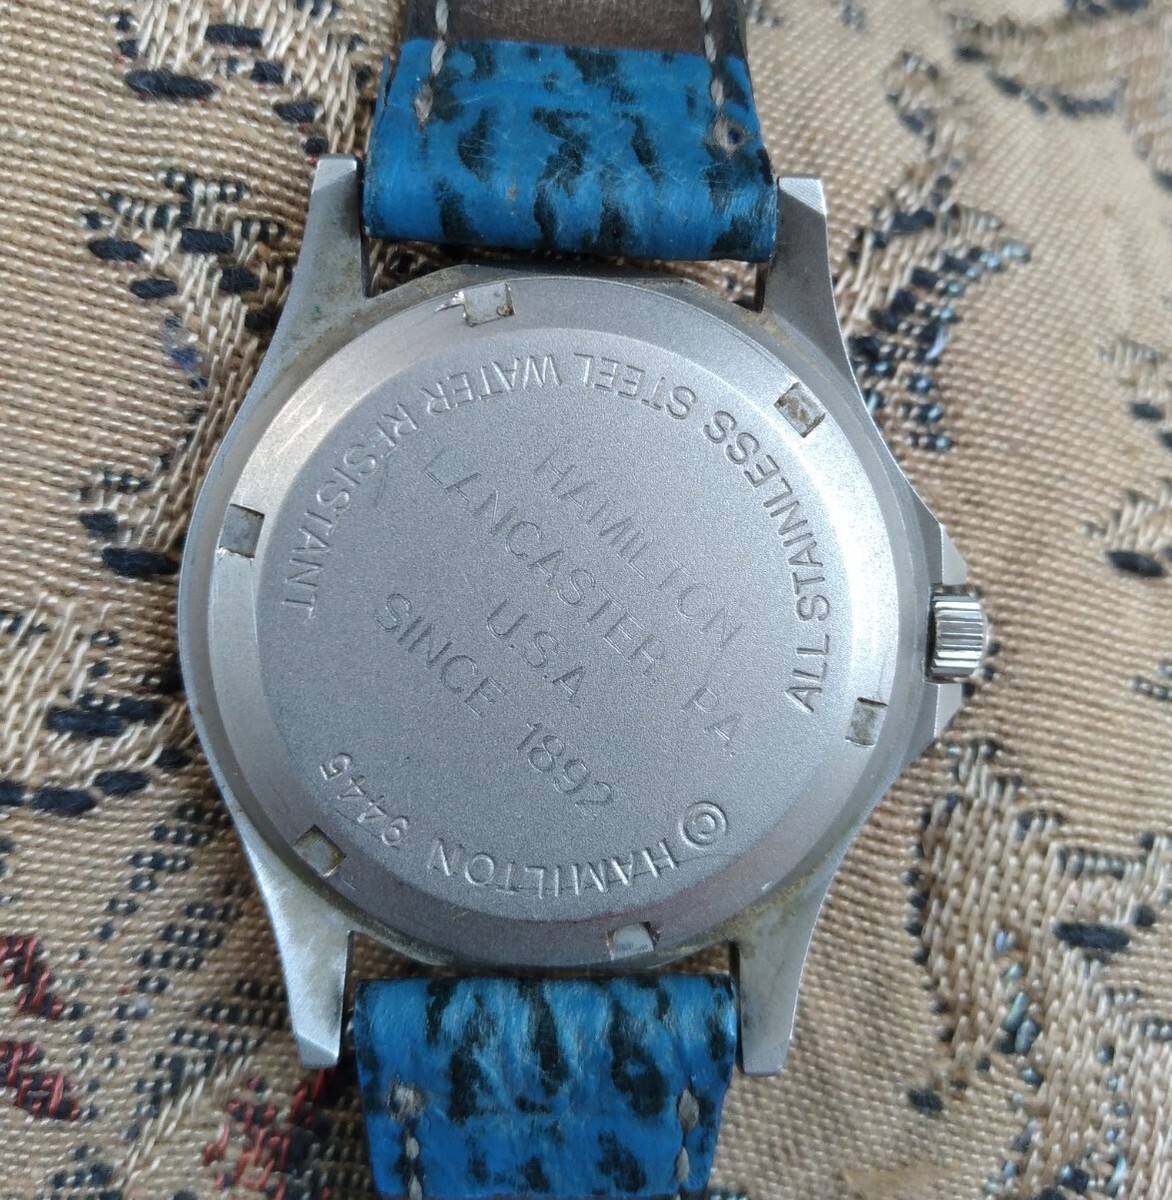 HAMILTON
LANCASTER, PA.
U.S.A.
SINCE 1892
ALL STAINLESS STEEL WATER RESISTANT
© HAMILTON 9445